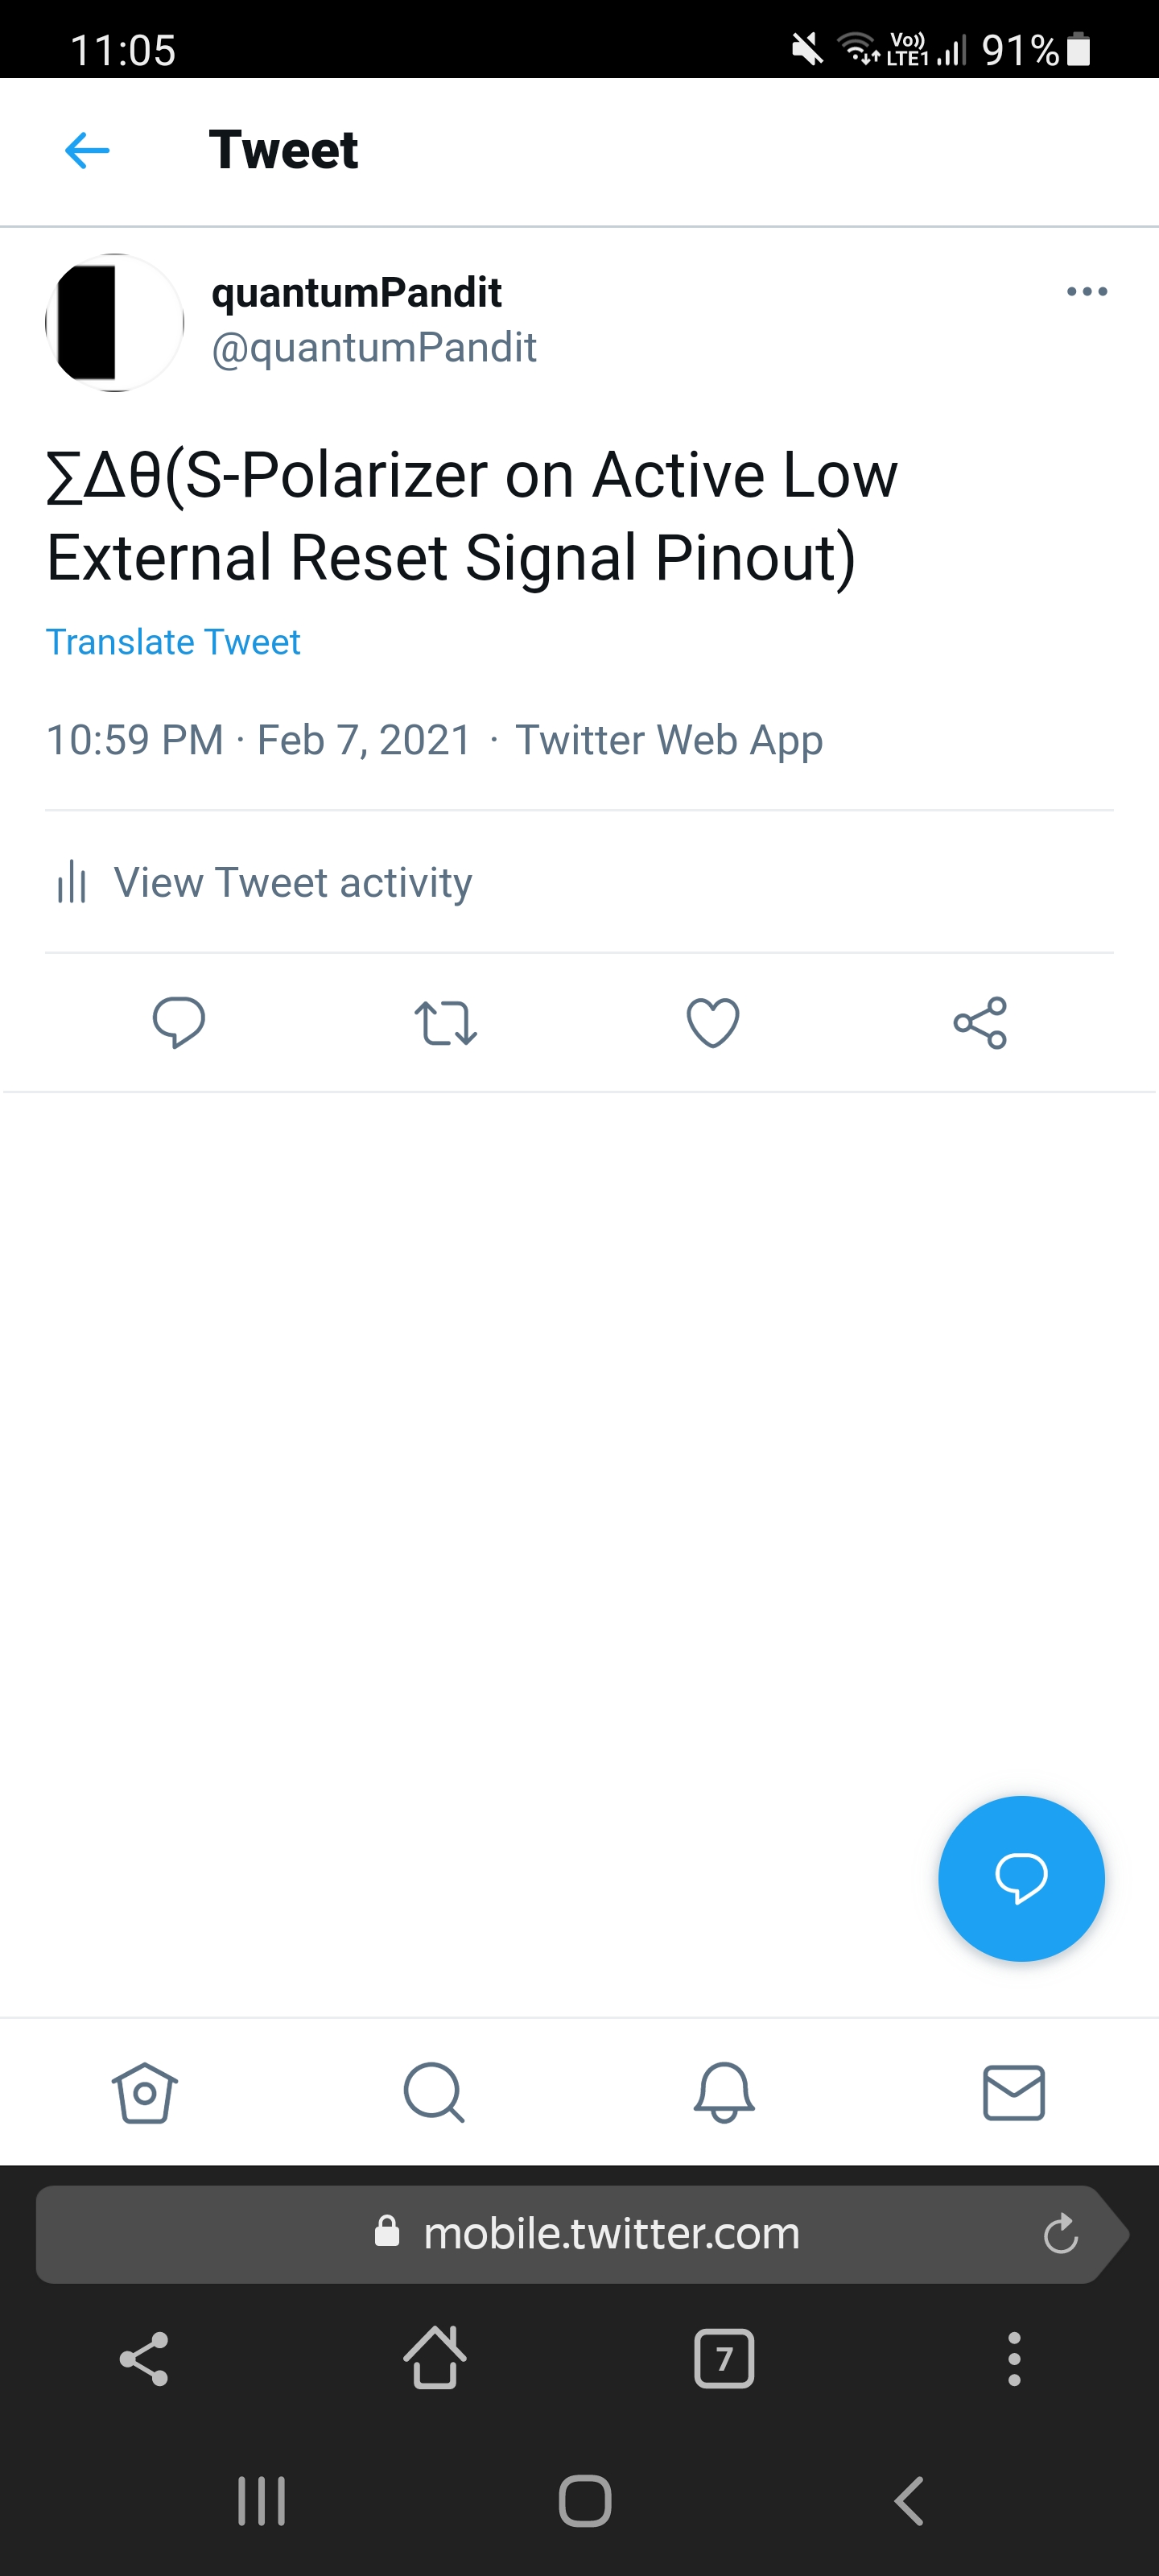 11:05 Vo)) LTE1 91%
Tweet
quantumPandit
@quantumPandit
∑Δθ(S-Polarizer on Active Low
External Reset Signal Pinout)
Translate Tweet
10:59 PM · Feb 7, 2021 · Twitter Web App
View Tweet activity
mobile.twitter.com
7